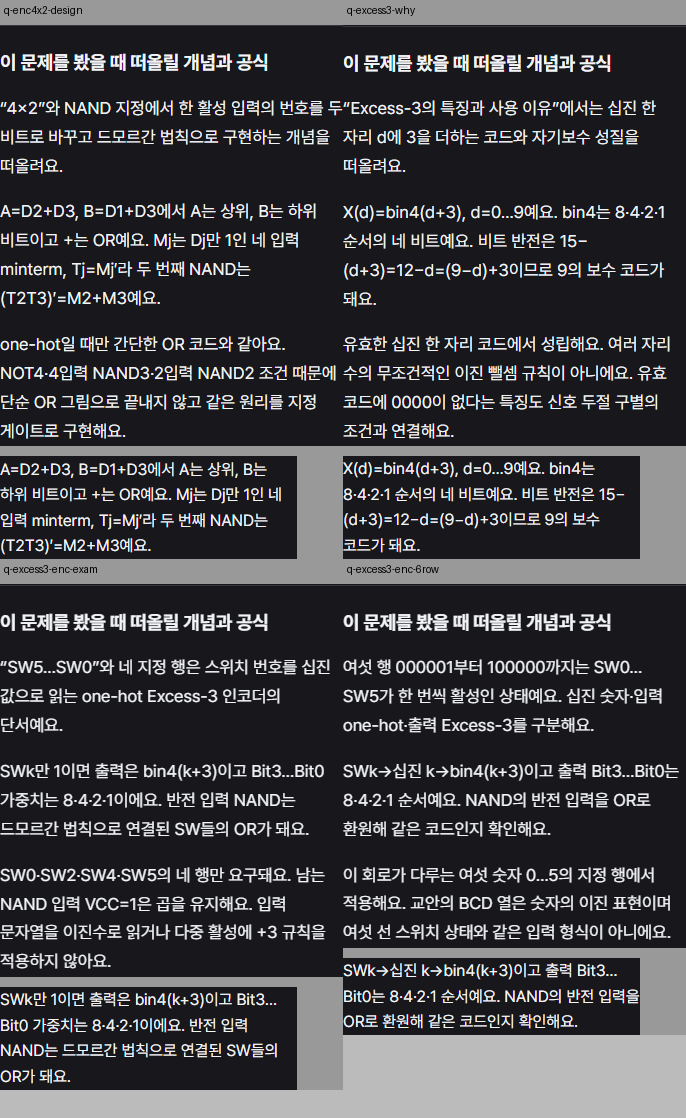 q-enc4x2-design
이 문제를 봤을 때 떠올릴 개념과 공식
“4×2”와 NAND 지정에서 한 활성 입력의 번호를 두
비트로 바꾸고 드모르간 법칙으로 구현하는 개념을
떠올려요.
A=D2+D3, B=D1+D3에서 A는 상위, B는 하위
비트이고 +는 OR예요. Mj는 Dj만 1인 네 입력
minterm, Tj=Mj′라 두 번째 NAND는
(T2T3)′=M2+M3예요.
one-hot일 때만 간단한 OR 코드와 같아요.
NOT4·4입력 NAND3·2입력 NAND2 조건 때문에
단순 OR 그림으로 끝내지 않고 같은 원리를 지정
게이트로 구현해요.
A=D2+D3, B=D1+D3에서 A는 상위, B는
하위 비트이고 +는 OR예요. Mj는 Dj만 1인 네
입력 minterm, Tj=Mj′라 두 번째 NAND는
(T2T3)′=M2+M3예요.
q-excess3-why
이 문제를 봤을 때 떠올릴 개념과 공식
“Excess-3의 특징과 사용 이유”에서는 십진 한
자리 d에 3을 더하는 코드와 자기보수 성질을
떠올려요.
X(d)=bin4(d+3), d=0…9예요. bin4는 8·4·2·1
순서의 네 비트예요. 비트 반전은 15−
(d+3)=12−d=(9−d)+3이므로 9의 보수 코드가
돼요.
유효한 십진 한 자리 코드에서 성립해요. 여러 자리
수의 무조건적인 이진 뺄셈 규칙이 아니에요. 유효
코드에 0000이 없다는 특징도 신호 두절 구별의
조건과 연결해요.
X(d)=bin4(d+3), d=0…9예요. bin4는
8·4·2·1 순서의 네 비트예요. 비트 반전은 15−
(d+3)=12−d=(9−d)+3이므로 9의 보수
코드가 돼요.
q-excess3-enc-exam
이 문제를 봤을 때 떠올릴 개념과 공식
“SW5…SW0”와 네 지정 행은 스위치 번호를 십진
값으로 읽는 one-hot Excess-3 인코더의
단서예요.
SWk만 1이면 출력은 bin4(k+3)이고 Bit3…Bit0
가중치는 8·4·2·1이에요. 반전 입력 NAND는
드모르간 법칙으로 연결된 SW들의 OR가 돼요.
SW0·SW2·SW4·SW5의 네 행만 요구돼요. 남는
NAND 입력 VCC=1은 곱을 유지해요. 입력
문자열을 이진수로 읽거나 다중 활성에 +3 규칙을
적용하지 않아요.
SWk만 1이면 출력은 bin4(k+3)이고 Bit3…
Bit0 가중치는 8·4·2·1이에요. 반전 입력
NAND는 드모르간 법칙으로 연결된 SW들의
OR가 돼요.
q-excess3-enc-6row
이 문제를 봤을 때 떠올릴 개념과 공식
여섯 행 000001부터 100000까지는 SW0…
SW5가 한 번씩 활성인 상태예요. 십진 숫자·입력
one-hot·출력 Excess-3를 구분해요.
SWk→십진 k→bin4(k+3)이고 출력 Bit3…Bit0는
8·4·2·1 순서예요. NAND의 반전 입력을 OR로
환원해 같은 코드인지 확인해요.
이 회로가 다루는 여섯 숫자 0…5의 지정 행에서
적용해요. 교안의 BCD 열은 숫자의 이진 표현이며
여섯 선 스위치 상태와 같은 입력 형식이 아니에요.
SWk→십진 k→bin4(k+3)이고 출력 Bit3…
Bit0는 8·4·2·1 순서예요. NAND의 반전 입력을
OR로 환원해 같은 코드인지 확인해요.